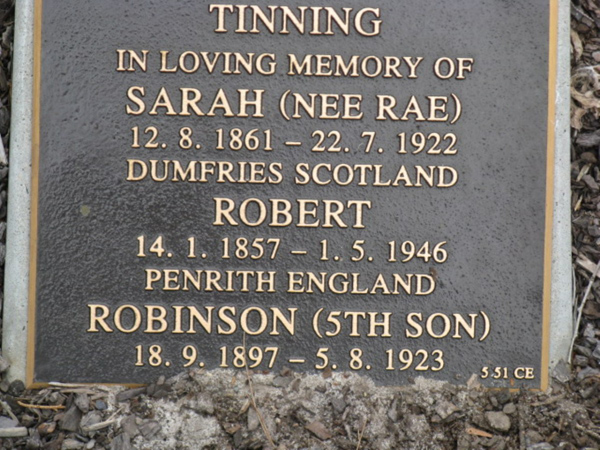 TINNING
IN LOVING MEMORY OF
SARAH (NEE RAE)
12. 8. 1861 – 22. 7. 1922
DUMFRIES SCOTLAND
ROBERT
14. 1. 1857 – 1. 5. 1946
PENRITH ENGLAND
ROBINSON (5TH SON)
18. 9. 1897 – 5. 8. 1923
5 51 CE